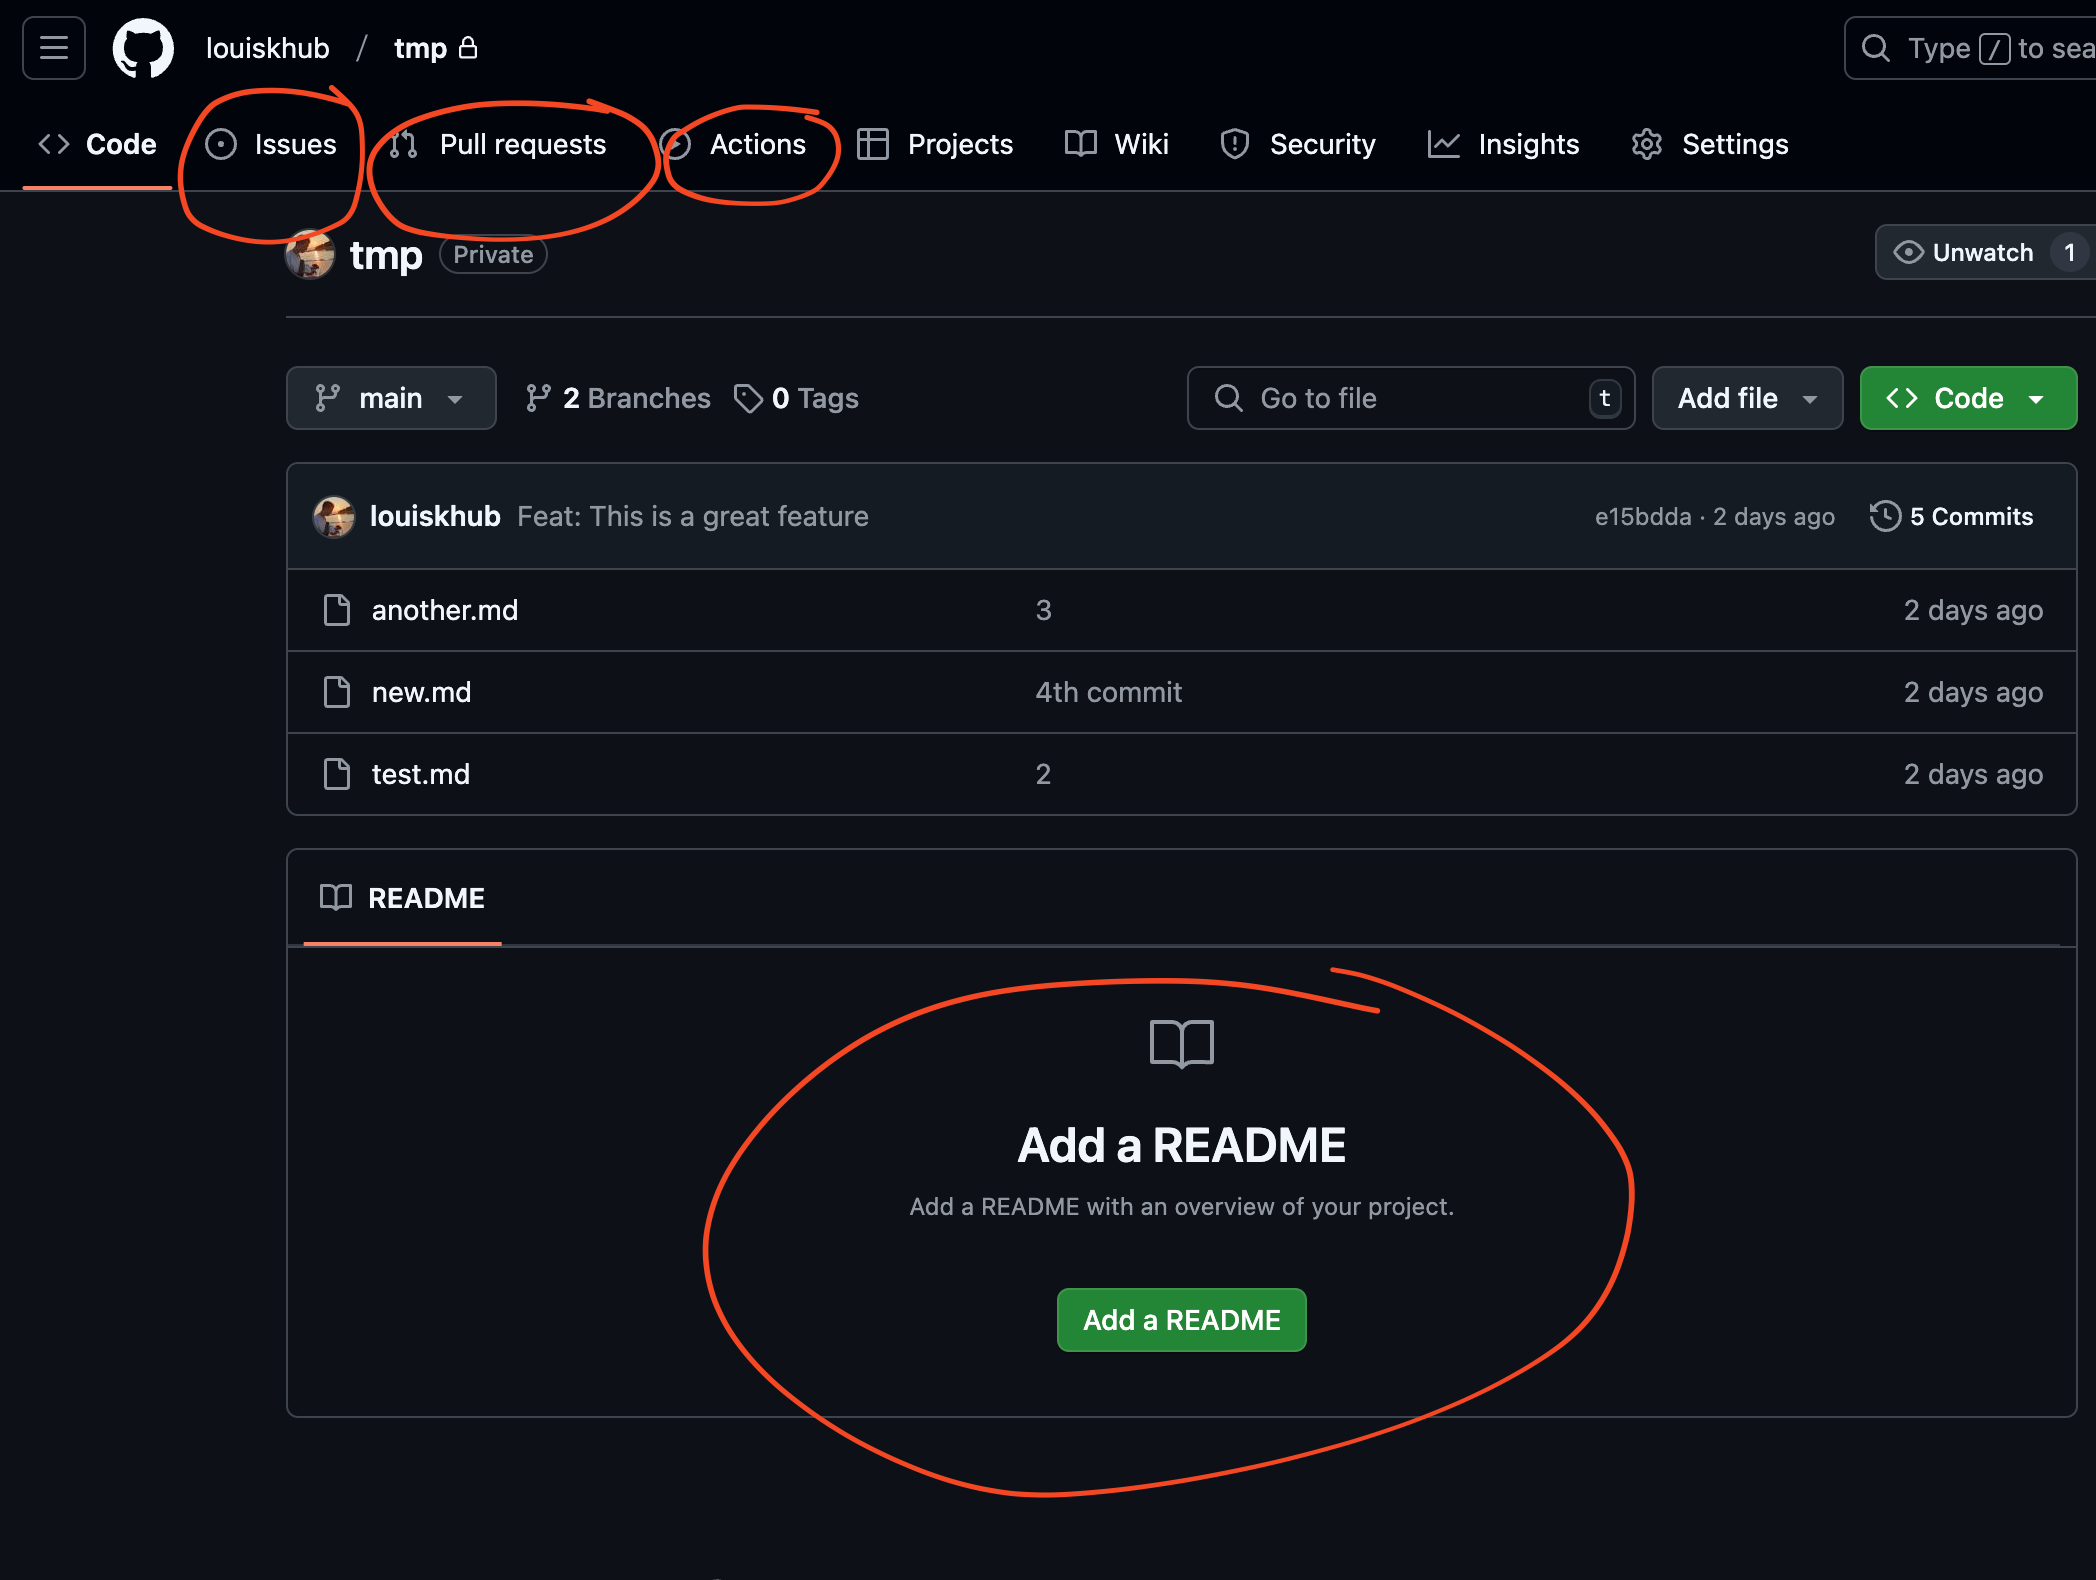 louiskhub / tmp
Type / to sea
Code Issues Pull requests Actions Projects Wiki Security Insights Settings
tmp Private
Unwatch 1
main 2 Branches 0 Tags
Go to file t Add file Code
louiskhub Feat: This is a great feature e15bdda · 2 days ago 5 Commits
another.md 3 2 days ago
new.md 4th commit 2 days ago
test.md 2 2 days ago
README
Add a README
Add a README with an overview of your project.
Add a README